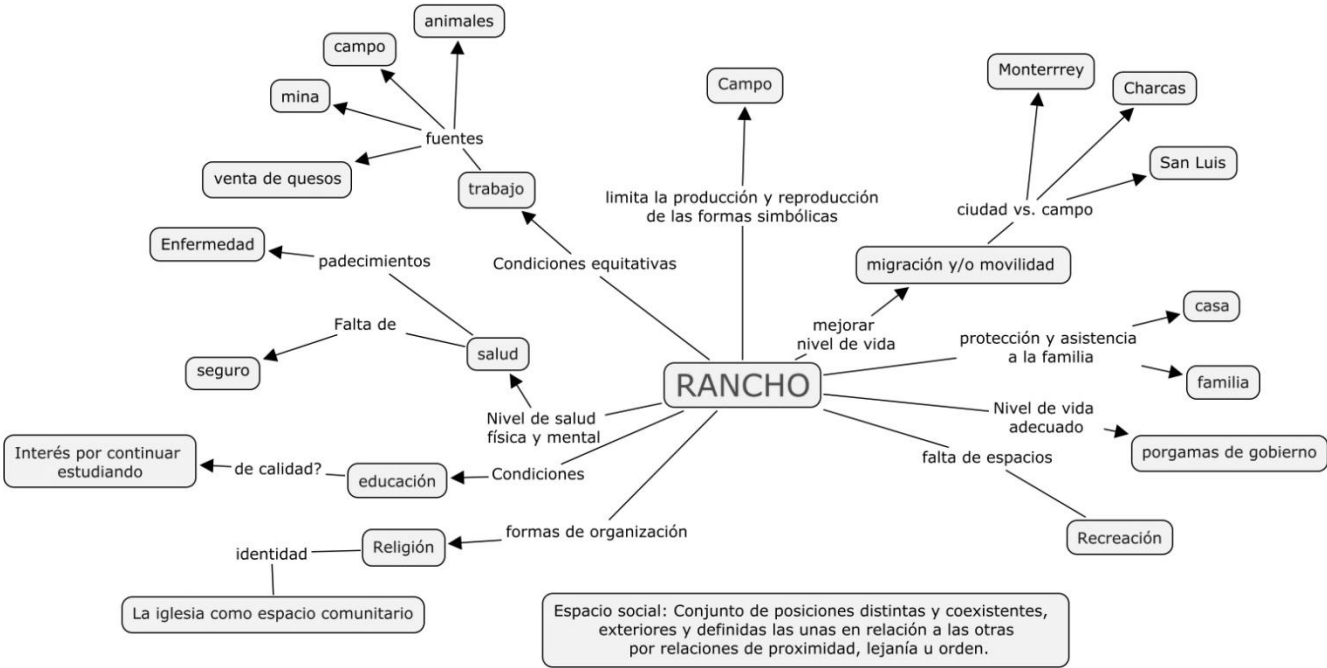 animales
campo
mina
fuentes
venta de quesos
trabajo
Condiciones equitativas
Campo
limita la producción y reproducción
de las formas simbólicas
Monterrrey
Charcas
San Luis
ciudad vs. campo
migración y/o movilidad
mejorar
nivel de vida
Enfermedad
padecimientos
Falta de
seguro
salud
Nivel de salud
física y mental
RANCHO
protección y asistencia
a la familia
casa
familia
Nivel de vida
adecuado
porgamas de gobierno
falta de espacios
Recreación
Interés por continuar
estudiando
de calidad?
educación
Condiciones
formas de organización
Religión
identidad
La iglesia como espacio comunitario
Espacio social: Conjunto de posiciones distintas y coexistentes,
exteriores y definidas las unas en relación a las otras
por relaciones de proximidad, lejanía u orden.